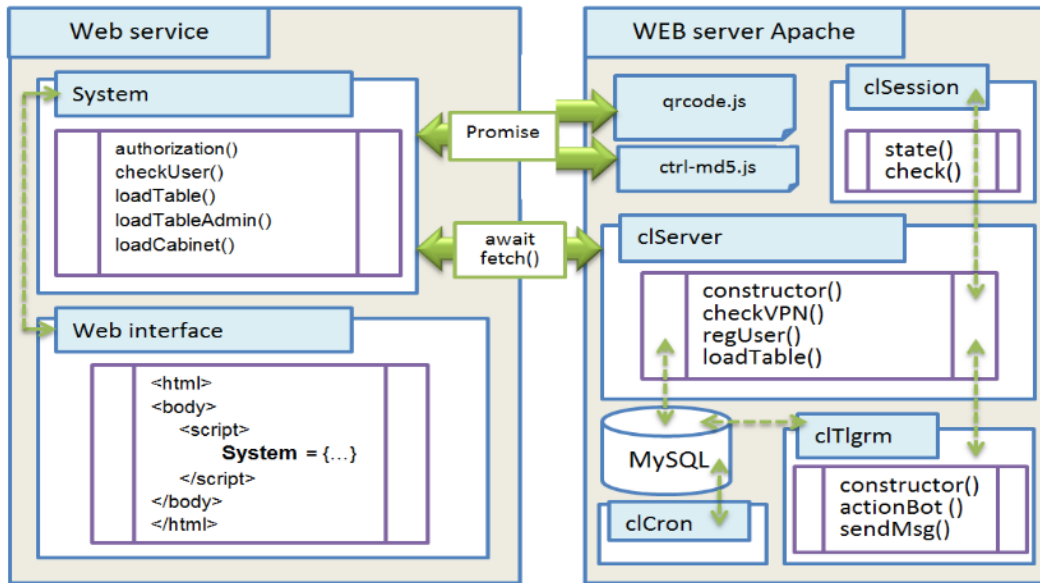 Web service
System
authorization()
checkUser()
loadTable()
loadTableAdmin()
loadCabinet()
Web interface
<html>
<body>
<script>
System = {...}
</script>
</body>
</html>
Promise
await
fetch()
WEB server Apache
qrcode.js
ctrl-md5.js
clSession
state()
check()
clServer
constructor()
checkVPN()
regUser()
loadTable()
MySQL
clCron
clTlgrm
constructor()
actionBot ()
sendMsg()